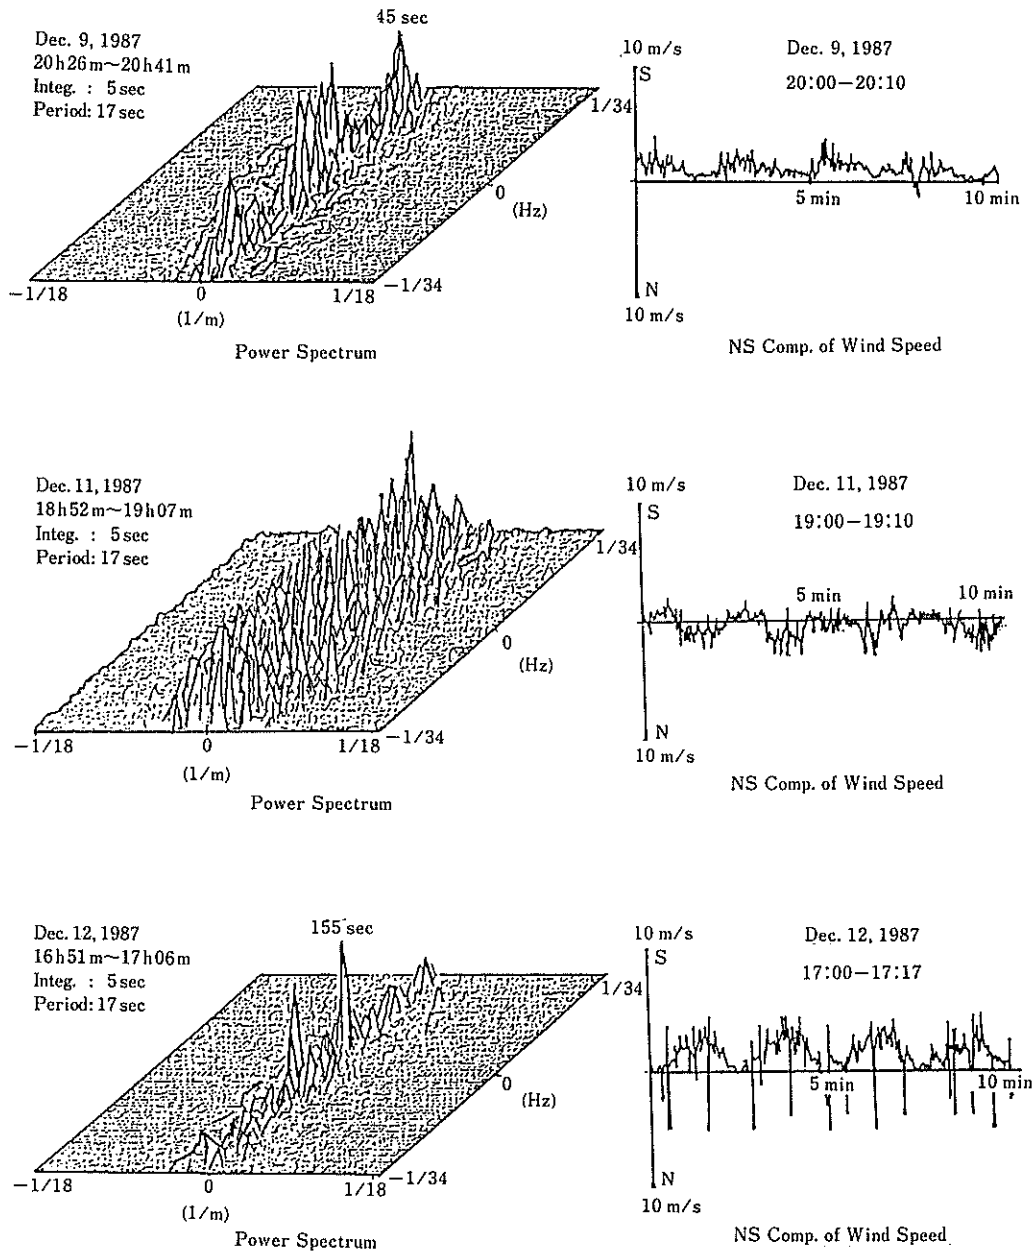 Dec. 9, 1987
20h26m~20h41m
Integ. : 5sec
Period: 17sec
45 sec
1/34
0
(Hz)
−1/34
−1/18
0
1/18
(1/m)
Power Spectrum
10 m/s
S
Dec. 9, 1987
20:00−20:10
5 min
10 min
N
10 m/s
NS Comp. of Wind Speed
Dec. 11, 1987
18h52m~19h07m
Integ. : 5sec
Period: 17sec
1/34
0
(Hz)
−1/34
−1/18
0
1/18
(1/m)
Power Spectrum
10 m/s
S
Dec. 11, 1987
19:00−19:10
5 min
10 min
N
10 m/s
NS Comp. of Wind Speed
Dec. 12, 1987
16h51m~17h06m
Integ. : 5sec
Period: 17sec
155 sec
1/34
0
(Hz)
−1/34
−1/18
0
1/18
(1/m)
Power Spectrum
10 m/s
S
Dec. 12, 1987
17:00−17:17
5 min
10 min
N
10 m/s
NS Comp. of Wind Speed